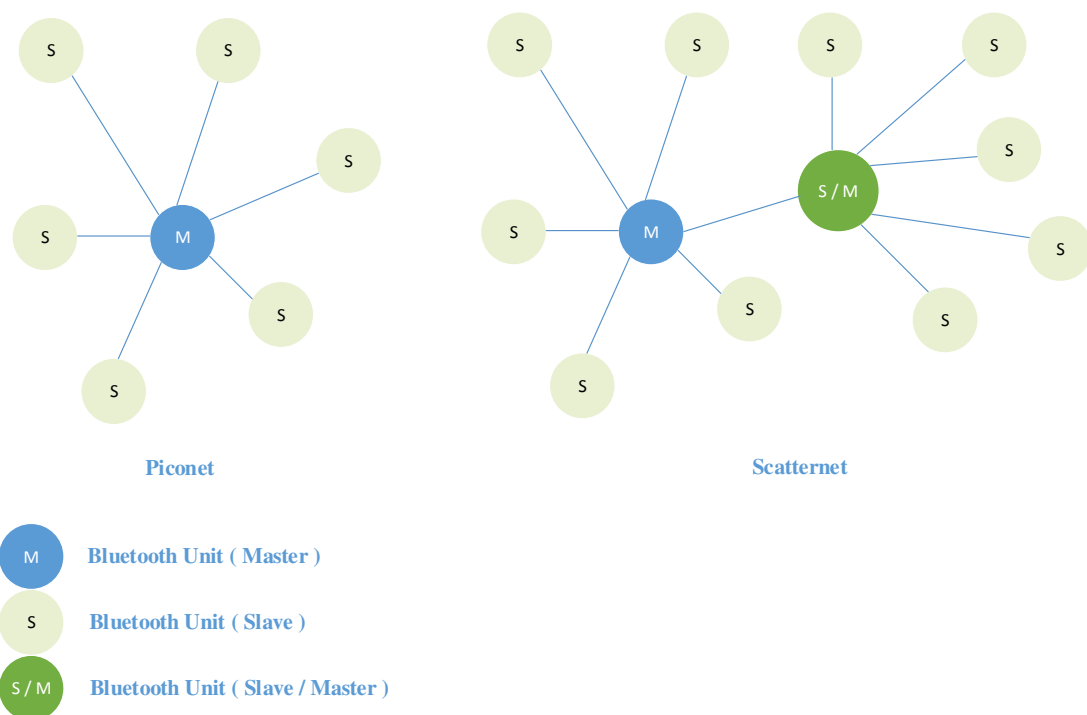 S
S
S
S
M
S
S
S
S
S
S
S
S / M
S
M
S
S
S
S
Piconet
Scatternet
M
Bluetooth Unit ( Master )
S
Bluetooth Unit ( Slave )
S / M
Bluetooth Unit ( Slave / Master )